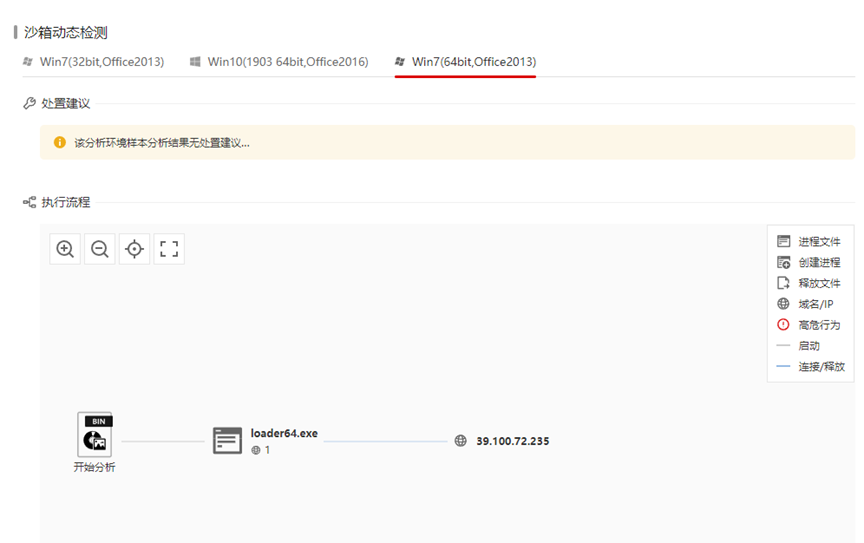 沙箱动态检测
Win7(32bit,Office2013)
Win10(1903 64bit,Office2016)
Win7(64bit,Office2013)
处置建议
该分析环境样本分析结果无处置建议...
执行流程
进程文件
创建进程
释放文件
域名/IP
高危行为
启动
连接/释放
BIN
开始分析
loader64.exe
1
39.100.72.235